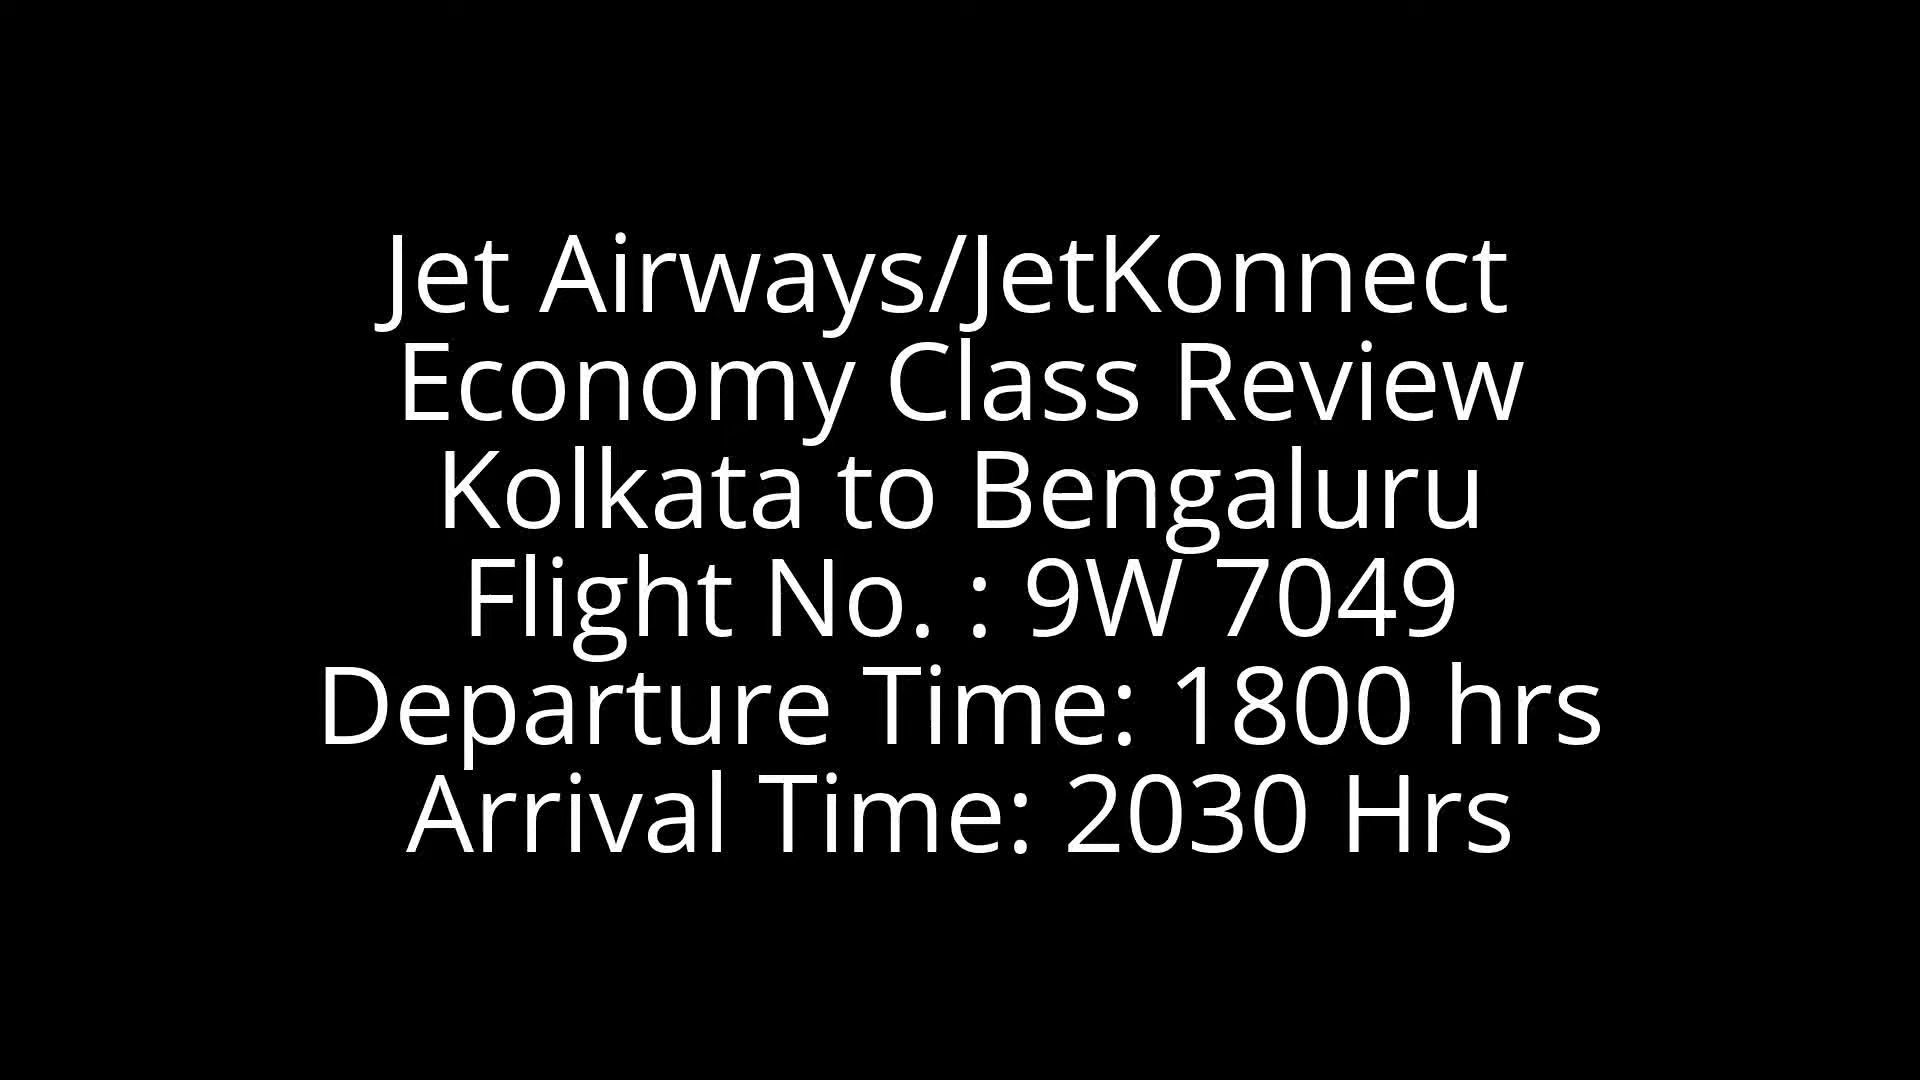 Jet Airways/JetKonnect
Economy Class Review
Kolkata to Bengaluru
Flight No. : 9W 7049
Departure Time: 1800 hrs
Arrival Time: 2030 Hrs